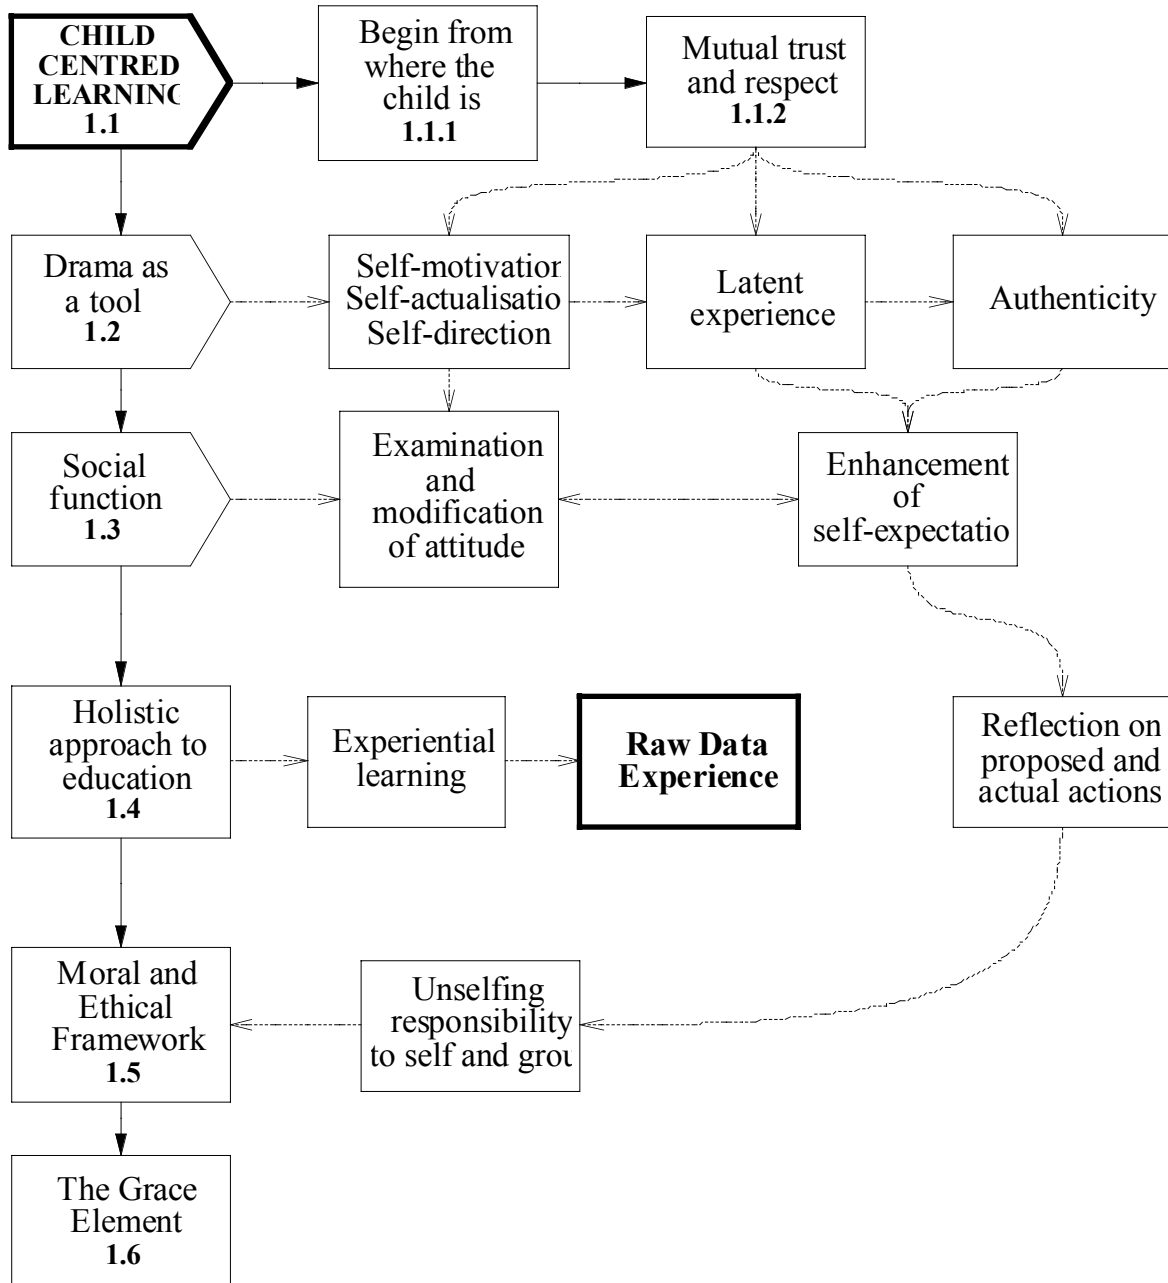 CHILD
CENTRED
LEARNING
1.1
Begin from
where the
child is
1.1.1
Mutual trust
and respect
1.1.2
Drama as
a tool
1.2
Self-motivation
Self-actualisatio
Self-direction
Latent
experience
Authenticity
Social
function
1.3
Examination
and
modification
of attitude
Enhancement
of
self-expectatio
Holistic
approach to
education
1.4
Experiential
learning
Raw Data
Experience
Reflection on
proposed and
actual actions
Moral and
Ethical
Framework
1.5
Unselfing
responsibility
to self and grou
The Grace
Element
1.6